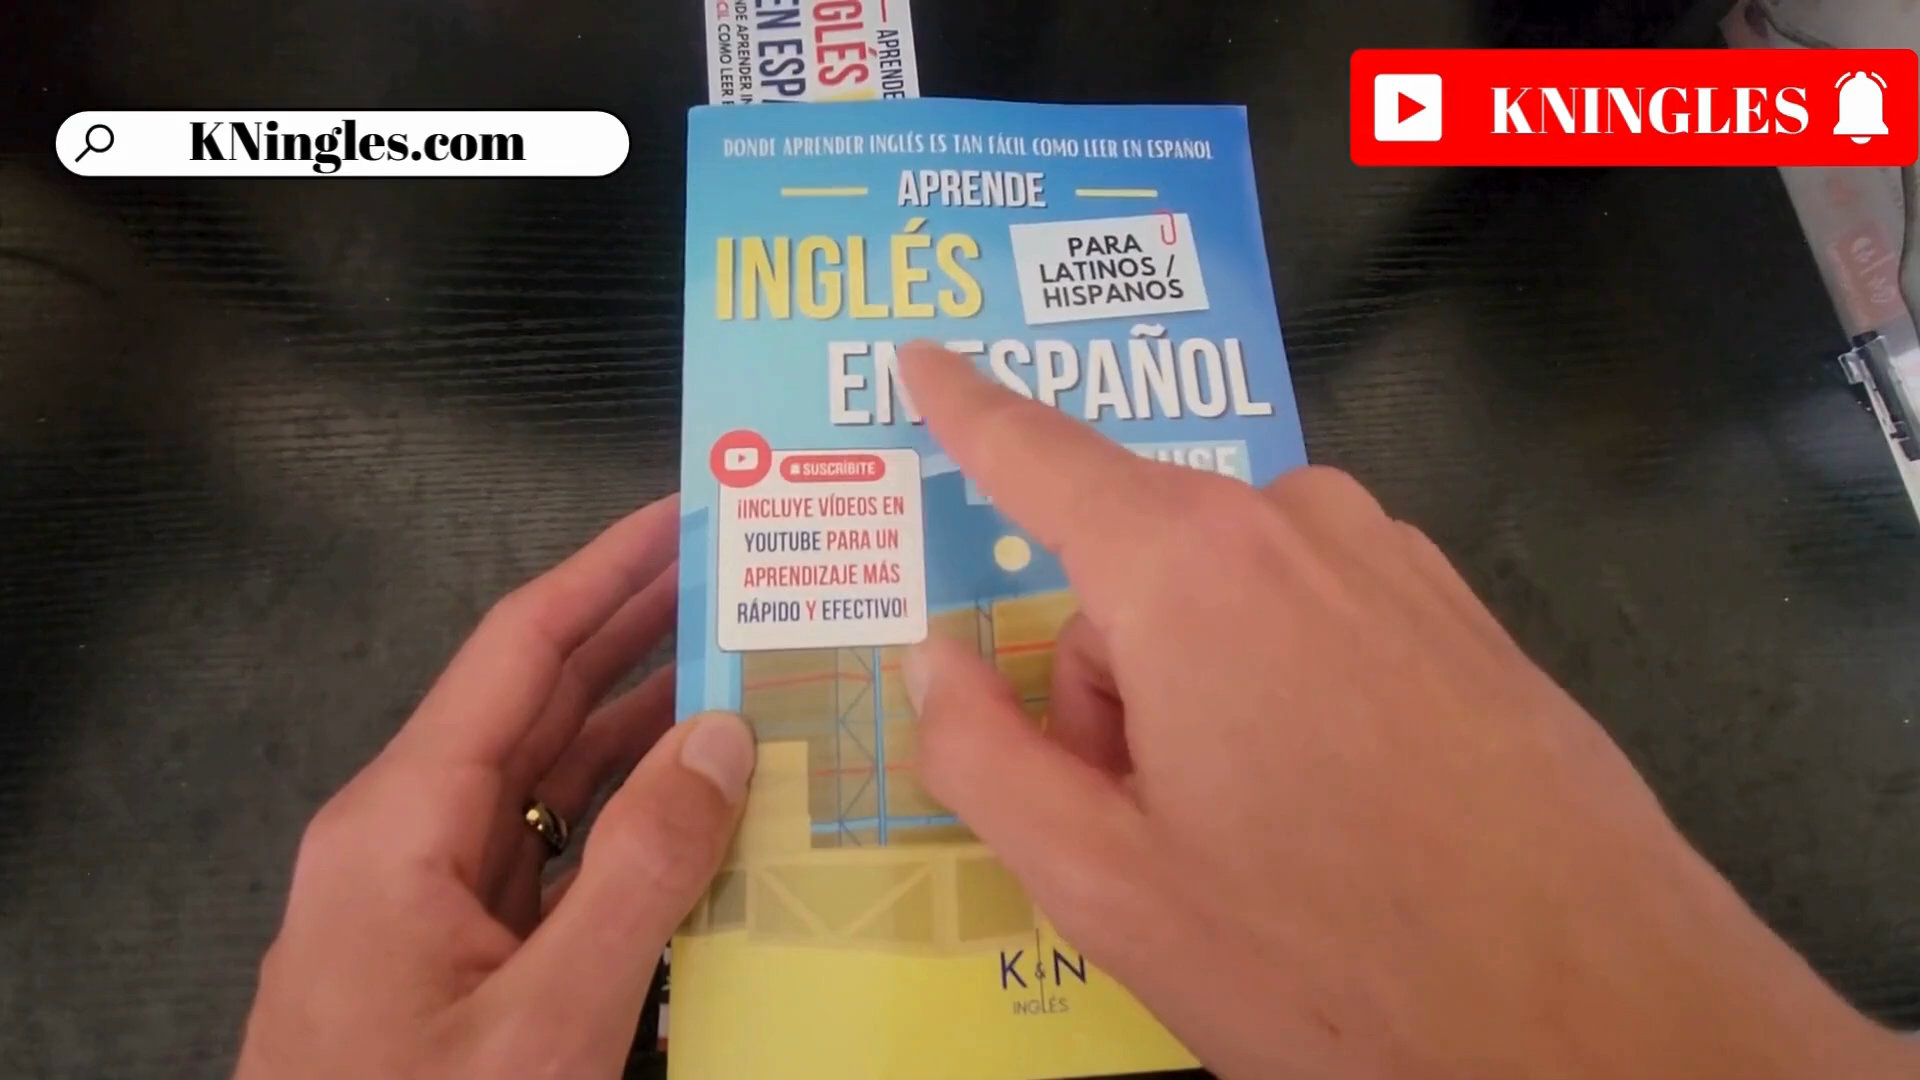 KNingles.com
KNINGLES
APRENDE
INGLÉS
EN ESP
DONDE APRENDER INGLÉS ES TAN FÁCIL COMO LEER EN ESPAÑOL
APRENDE
INGLÉS
PARA
LATINOS /
HISPANOS
EN ESPAÑOL
SUSCRÍBITE
¡INCLUYE VÍDEOS EN
YOUTUBE PARA UN
APRENDIZAJE MÁS
RÁPIDO Y EFECTIVO!
K&N
INGLÉS